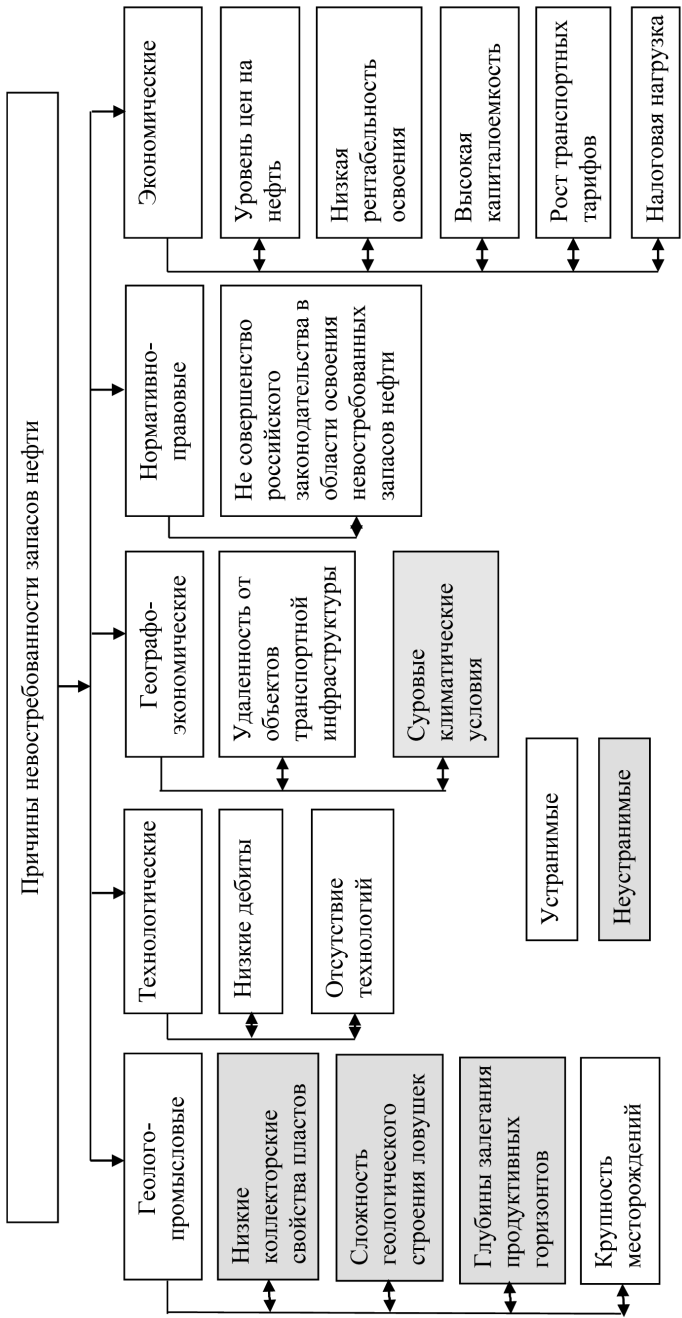 Причины невостребованности запасов нефти
Геолого-
промысловые
Низкие
коллекторские
свойства пластов
Сложность
геологического
строения ловушек
Глубины залегания
продуктивных
горизонтов
Крупность
месторождений
Технологические
Низкие дебиты
Отсутствие
технологий
Географо-
экономические
Удаленность от
объектов
транспортной
инфраструктуры
Суровые
климатические
условия
Нормативно-
правовые
Не совершенство
российского
законодательства в
области освоения
невостребованных
запасов нефти
Экономические
Уровень цен на
нефть
Низкая
рентабельность
освоения
Высокая
капиталоемкость
Рост транспортных
тарифов
Налоговая нагрузка
Устранимые
Неустранимые